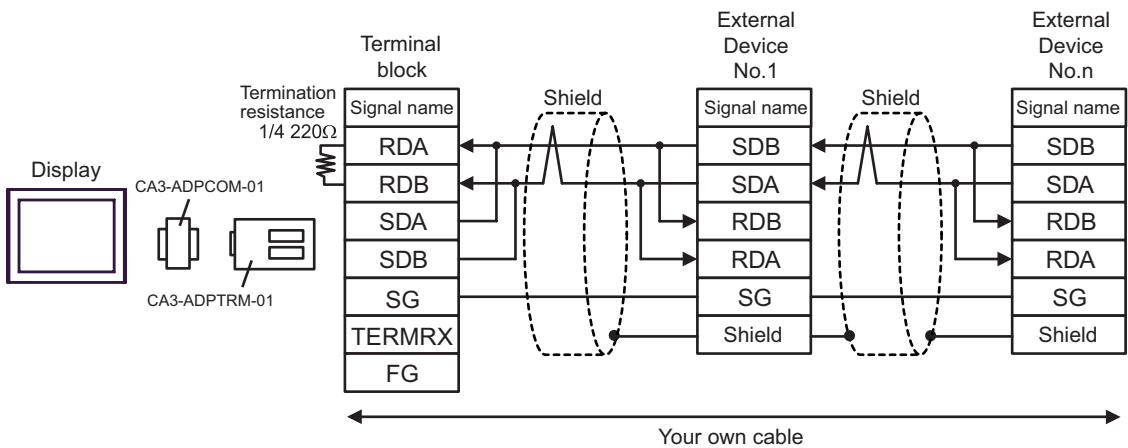 Display
CA3-ADPCOM-01
CA3-ADPTRM-01
Termination
resistance
1/4 220Ω
Terminal
block
Signal name
RDA
RDB
SDA
SDB
SG
TERMRX
FG
Shield
External
Device
No.1
Signal name
SDB
SDA
RDB
RDA
SG
Shield
Shield
External
Device
No.n
Signal name
SDB
SDA
RDB
RDA
SG
Shield
Your own cable